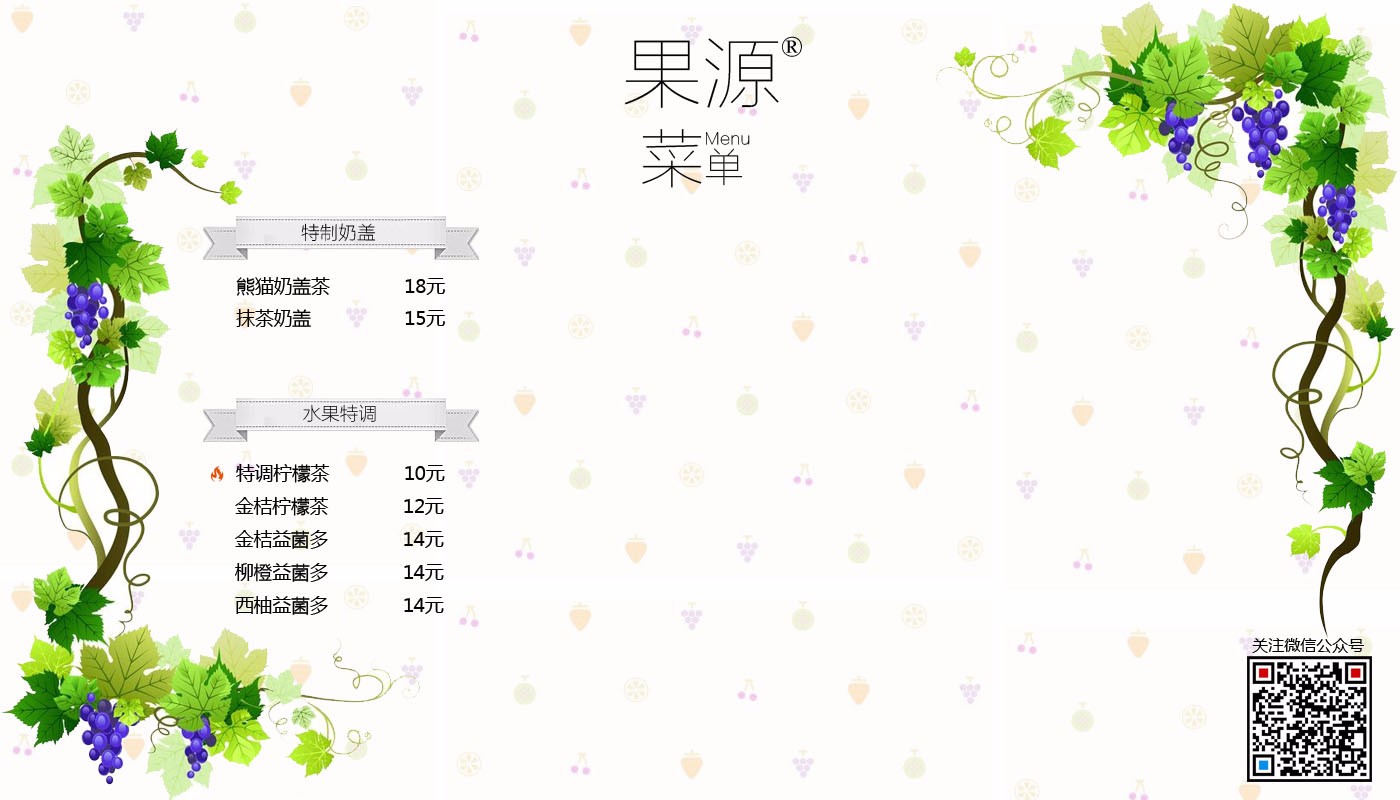 果源®
菜单 Menu
特制奶盖
熊猫奶盖茶 18元
抹茶奶盖 15元
水果特调
特调柠檬茶 10元
金桔柠檬茶 12元
金桔益菌多 14元
柳橙益菌多 14元
西柚益菌多 14元
关注微信公众号